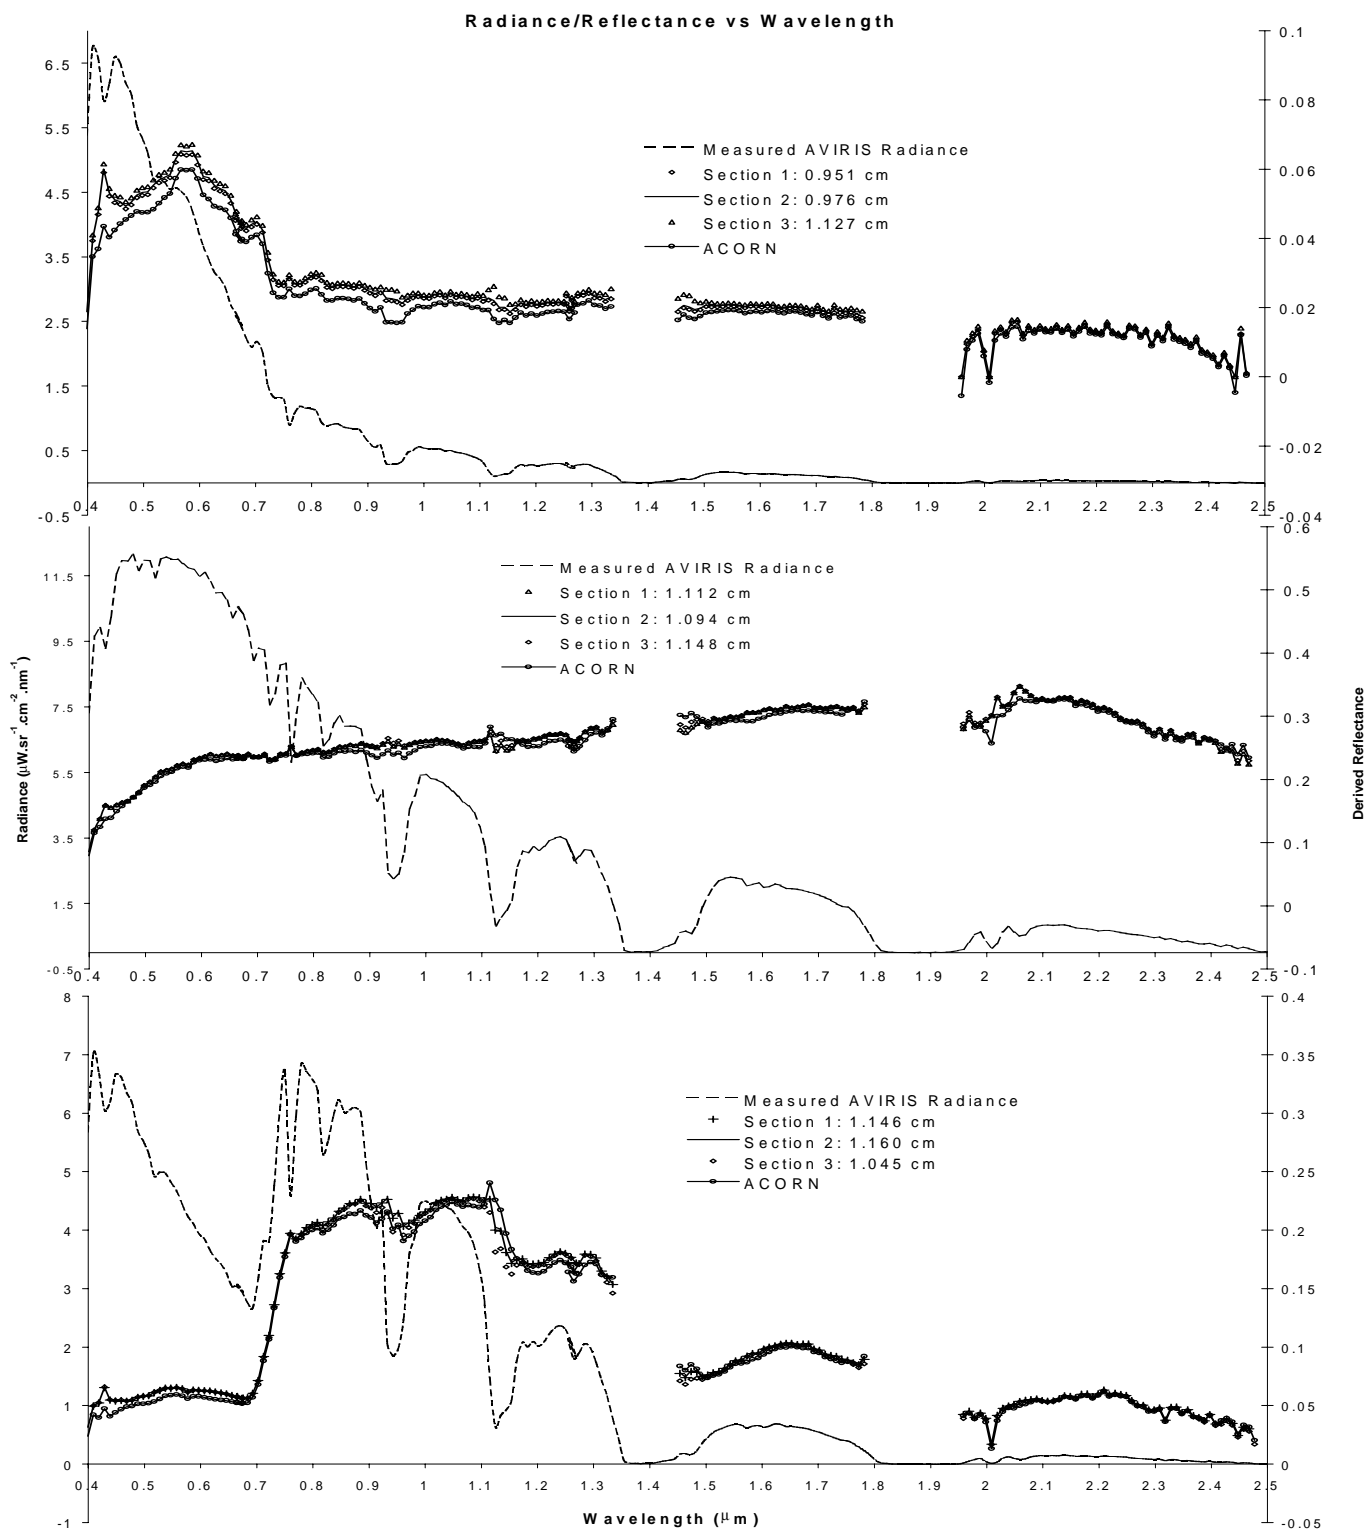 Radiance/Reflectance vs Wavelength
6.5
5.5
4.5
3.5
2.5
1.5
0.5
-0.5
0.1
0.08
0.06
0.04
0.02
0
-0.02
-0.04
Measured AVIRIS Radiance
Section 1: 0.951 cm
Section 2: 0.976 cm
Section 3: 1.127 cm
ACORN
0.4 0.5 0.6 0.7 0.8 0.9 1 1.1 1.2 1.3 1.4 1.5 1.6 1.7 1.8 1.9 2 2.1 2.2 2.3 2.4 2.5
11.5
9.5
7.5
5.5
3.5
1.5
-0.5
0.6
0.5
0.4
0.3
0.2
0.1
0
-0.1
Measured AVIRIS Radiance
Section 1: 1.112 cm
Section 2: 1.094 cm
Section 3: 1.148 cm
ACORN
Radiance (µW.sr⁻¹.cm⁻².nm⁻¹)
Derived Reflectance
0.4 0.5 0.6 0.7 0.8 0.9 1 1.1 1.2 1.3 1.4 1.5 1.6 1.7 1.8 1.9 2 2.1 2.2 2.3 2.4 2.5
8
7
6
5
4
3
2
1
0
-1
0.4
0.35
0.3
0.25
0.2
0.15
0.1
0.05
0
-0.05
Measured AVIRIS Radiance
Section 1: 1.146 cm
Section 2: 1.160 cm
Section 3: 1.045 cm
ACORN
0.4 0.5 0.6 0.7 0.8 0.9 1 1.1 1.2 1.3 1.4 1.5 1.6 1.7 1.8 1.9 2 2.1 2.2 2.3 2.4 2.5
Wavelength (µm)